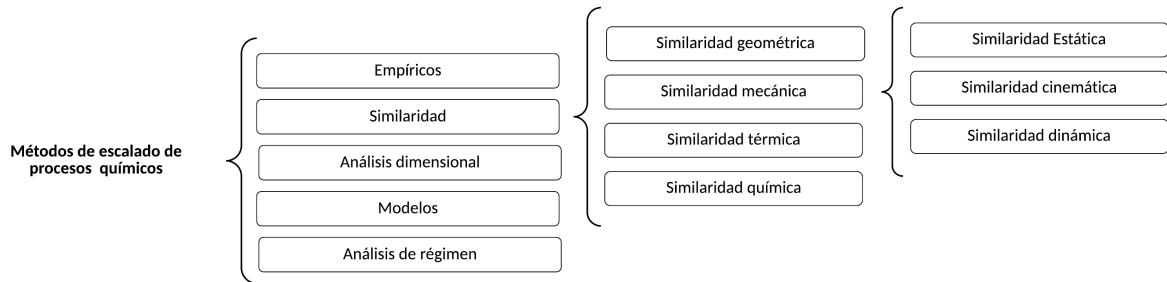 Métodos de escalado de
procesos químicos
Empíricos
Similaridad
Análisis dimensional
Modelos
Análisis de régimen
Similaridad geométrica
Similaridad mecánica
Similaridad térmica
Similaridad química
Similaridad Estática
Similaridad cinemática
Similaridad dinámica